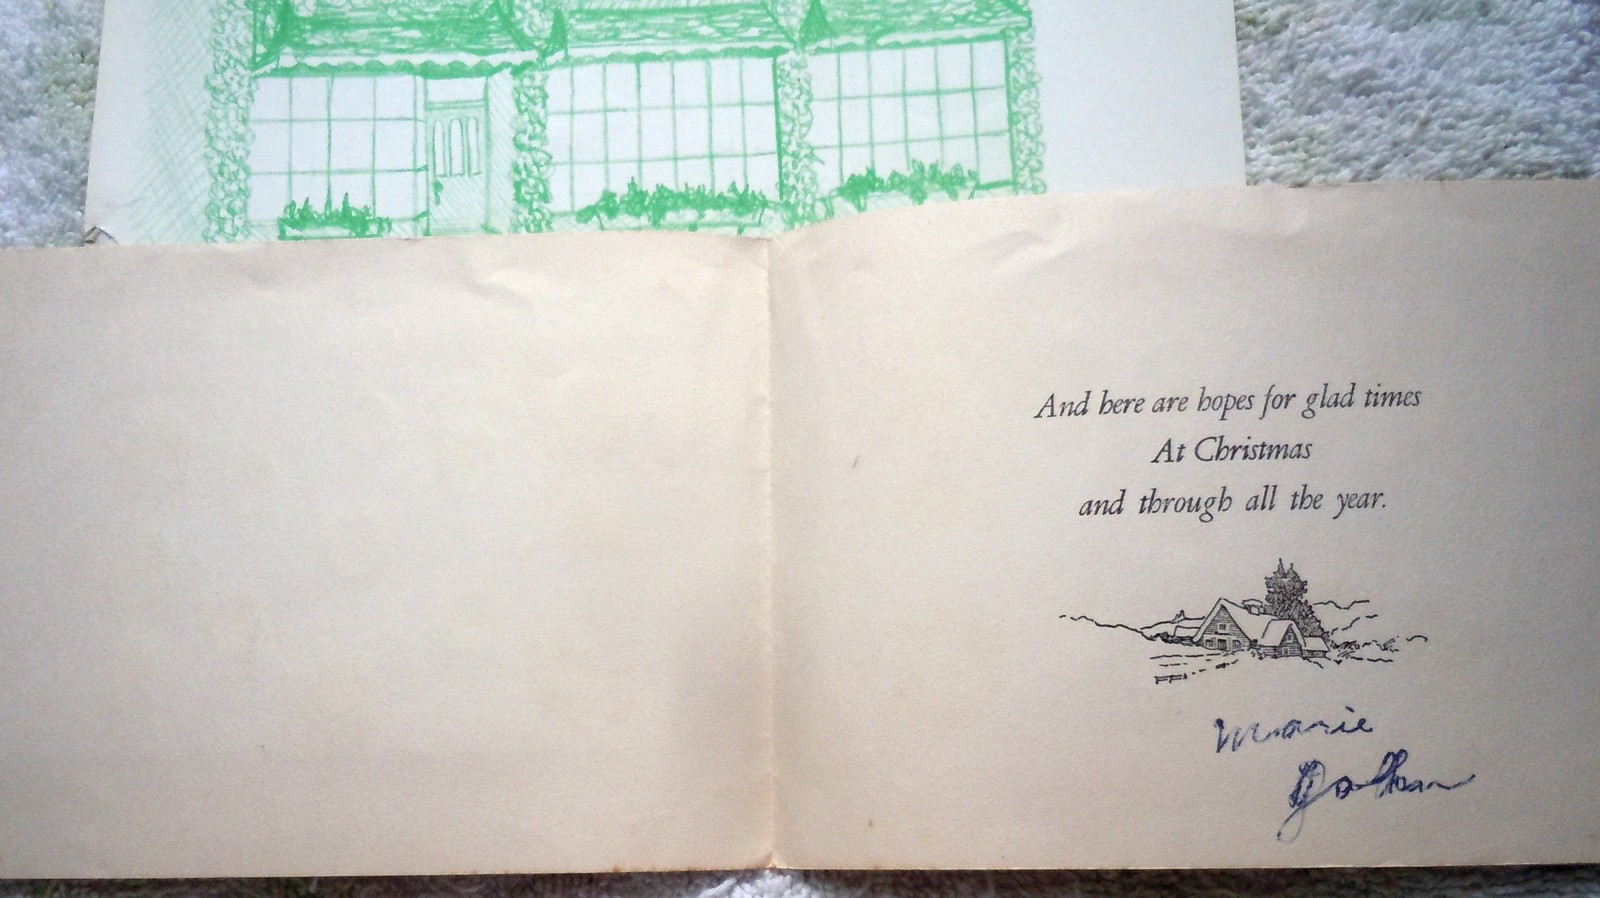 And here are hopes for glad times
At Christmas
and through all the year.
Marie